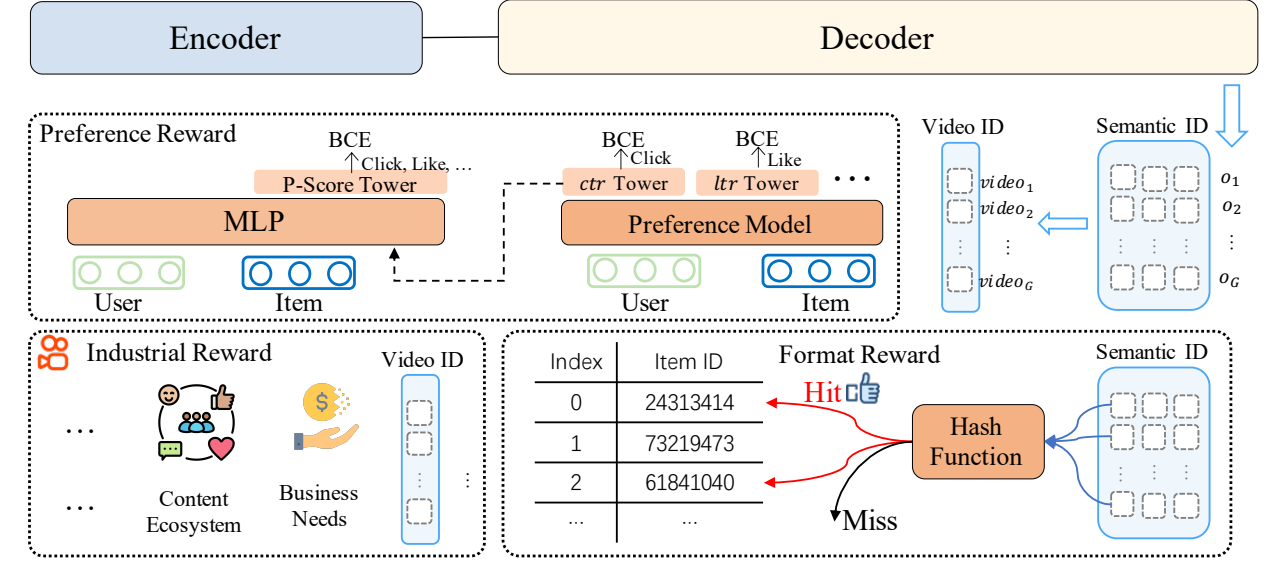 Encoder
Decoder
Preference Reward
BCE
Click, Like, …
P-Score Tower
MLP
User
Item
BCE
Click
ctr Tower
BCE
Like
ltr Tower
...
Preference Model
User
Item
Video ID
video1
video2
⋮
⋮
videoG
Semantic ID
o1
o2
⋮
⋮ ⋮ ⋮
oG
Industrial Reward
...
$
...
Content
Ecosystem
Business
Needs
Video ID
⋮
⋮
Index Item ID
0 24313414
1 73219473
2 61841040
... ...
Format Reward
Hit
Miss
Hash
Function
Semantic ID
⋮ ⋮ ⋮